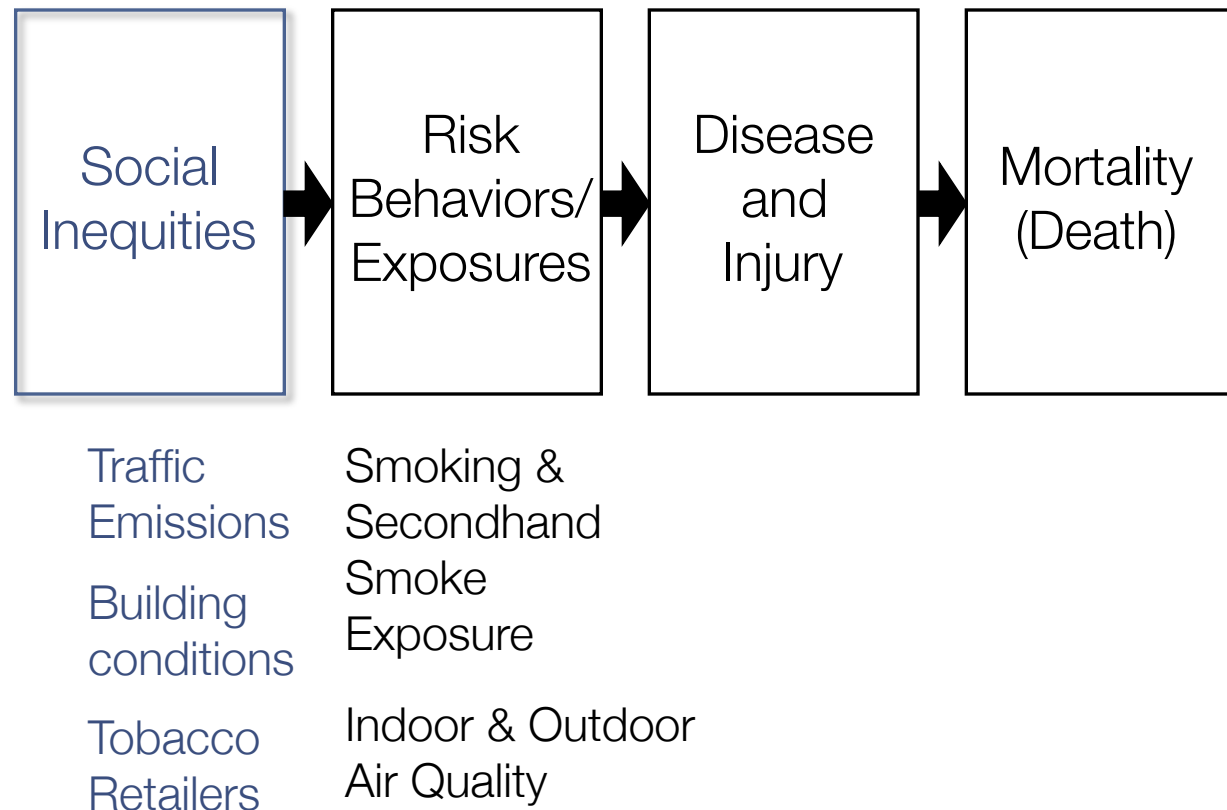 Social
Inequities
Risk
Behaviors/
Exposures
Disease
and
Injury
Mortality
(Death)
Traffic
Emissions
Building
conditions
Tobacco
Retailers
Smoking &
Secondhand
Smoke
Exposure
Indoor & Outdoor
Air Quality